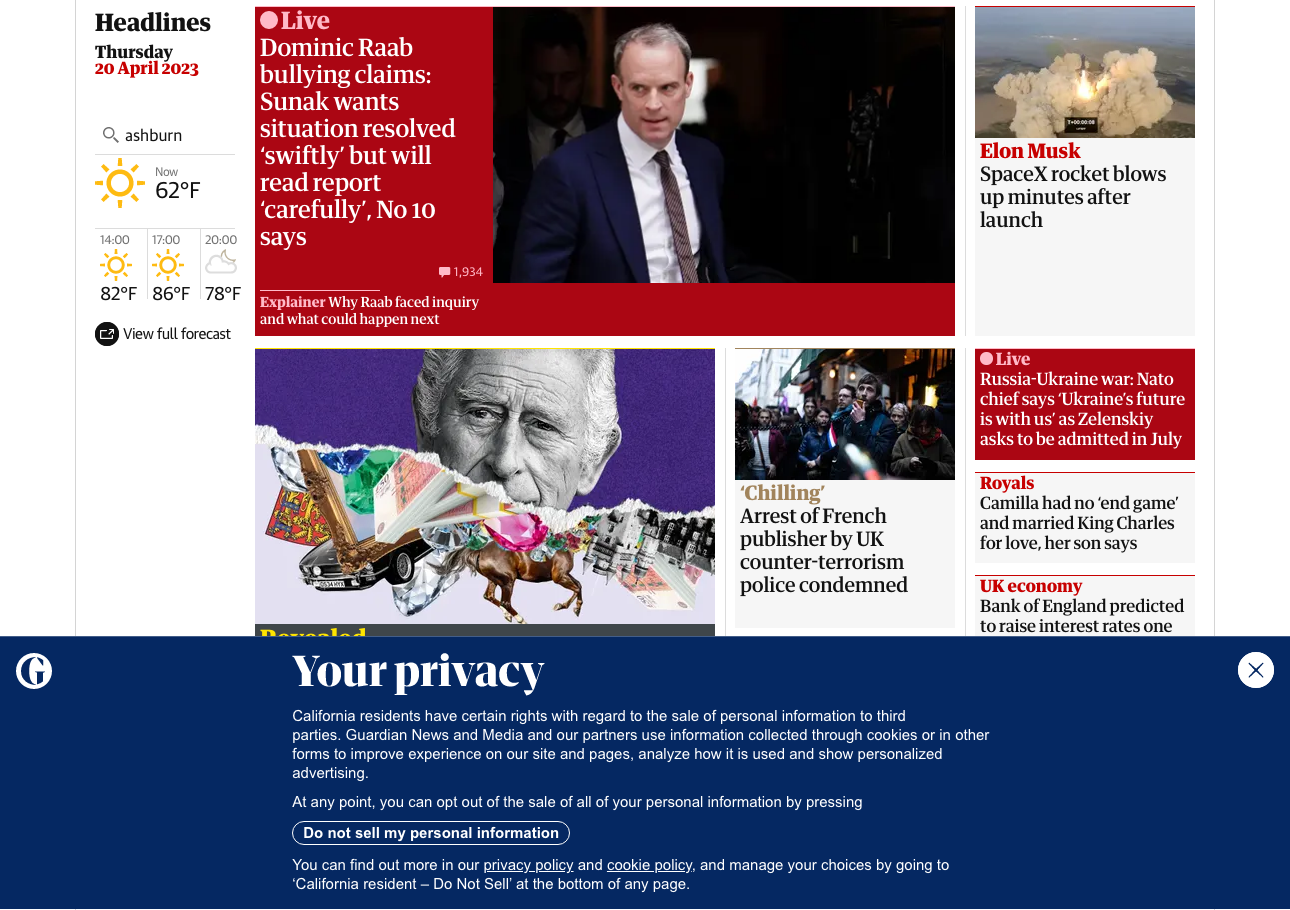 Headlines
Thursday
20 April 2023
ashburn
Now
62°F
14:00
17:00
20:00
82°F
86°F
78°F
View full forecast
Live
Dominic Raab
bullying claims:
Sunak wants
situation resolved
‘swiftly’ but will
read report
‘carefully’, No 10
says
1,934
Explainer Why Raab faced inquiry
and what could happen next
T+00:00:08
Elon Musk
SpaceX rocket blows
up minutes after
launch
Revealed
‘Chilling’
Arrest of French
publisher by UK
counter-terrorism
police condemned
Live
Russia-Ukraine war: Nato
chief says ‘Ukraine’s future
is with us’ as Zelenskiy
asks to be admitted in July
Royals
Camilla had no ‘end game’
and married King Charles
for love, her son says
UK economy
Bank of England predicted
to raise interest rates one
G
Your privacy
California residents have certain rights with regard to the sale of personal information to third
parties. Guardian News and Media and our partners use information collected through cookies or in other
forms to improve experience on our site and pages, analyze how it is used and show personalized
advertising.
At any point, you can opt out of the sale of all of your personal information by pressing
Do not sell my personal information
You can find out more in our privacy policy and cookie policy, and manage your choices by going to
‘California resident – Do Not Sell’ at the bottom of any page.